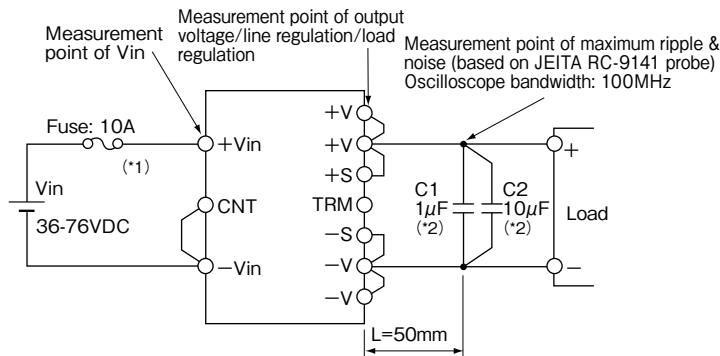 Measurement point of output
voltage/line regulation/load
regulation
Measurement
point of Vin
Measurement point of maximum ripple &
noise (based on JEITA RC-9141 probe)
Oscilloscope bandwidth: 100MHz
Fuse: 10A
(*1)
Vin
36-76VDC
+Vin
CNT
−Vin
+V
+V
+S
TRM
−S
−V
−V
C1
1μF
(*2)
C2
10μF
(*2)
+
Load
−
L=50mm